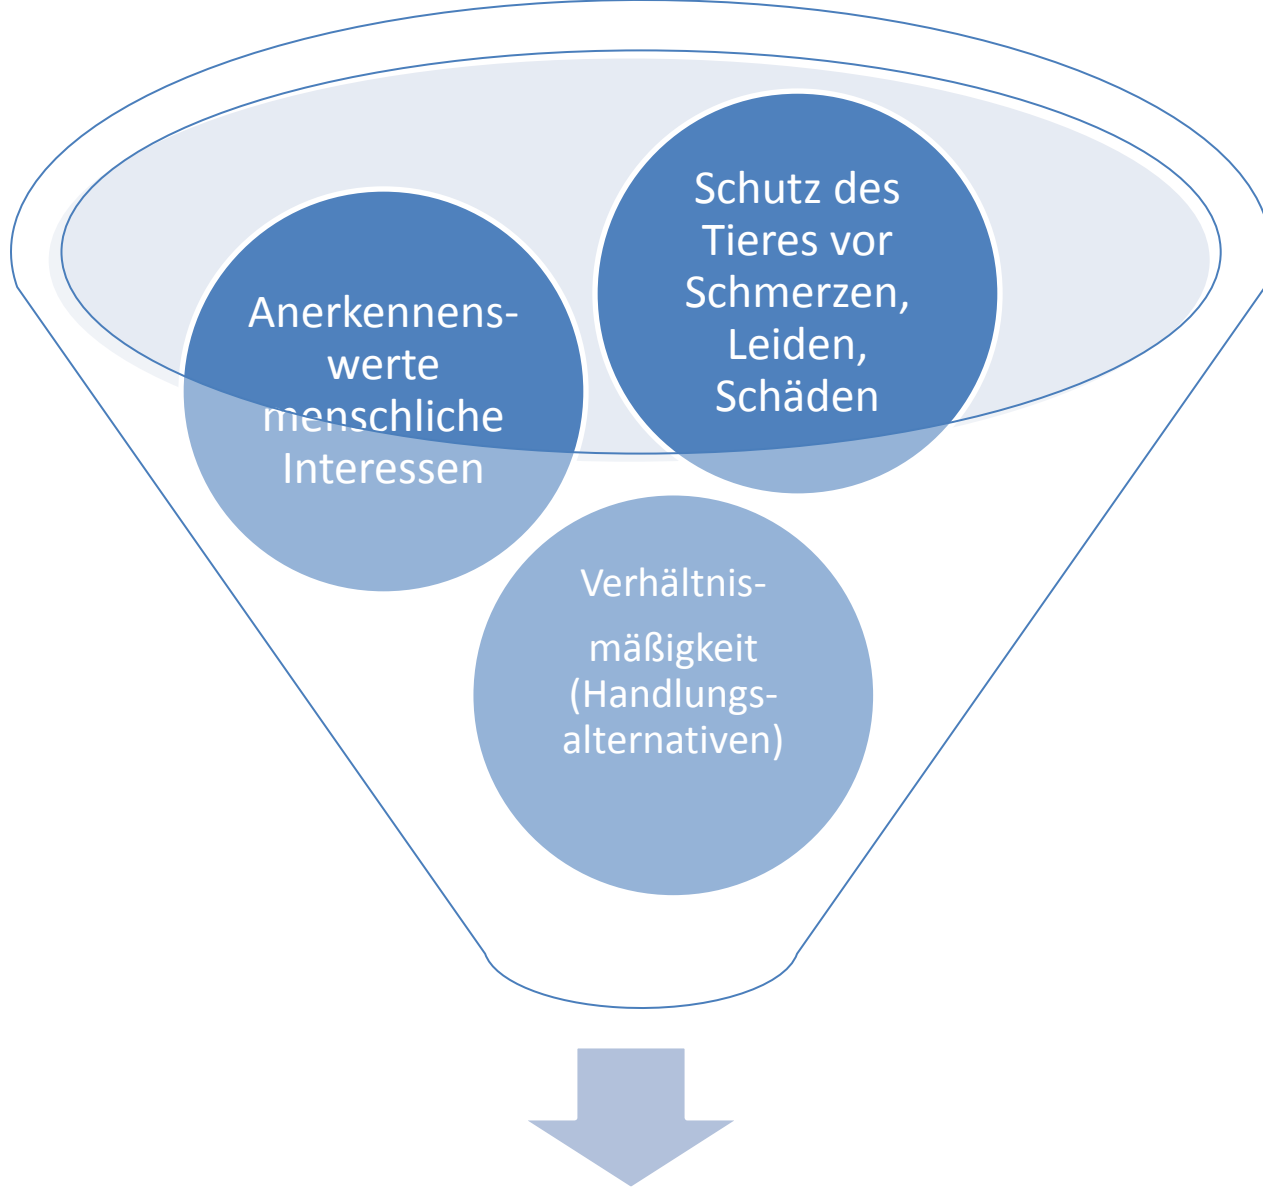 Anerkennens-
werte
menschliche
Interessen
Schutz des
Tieres vor
Schmerzen,
Leiden,
Schäden
Verhältnis-
mäßigkeit
(Handlungs-
alternativen)